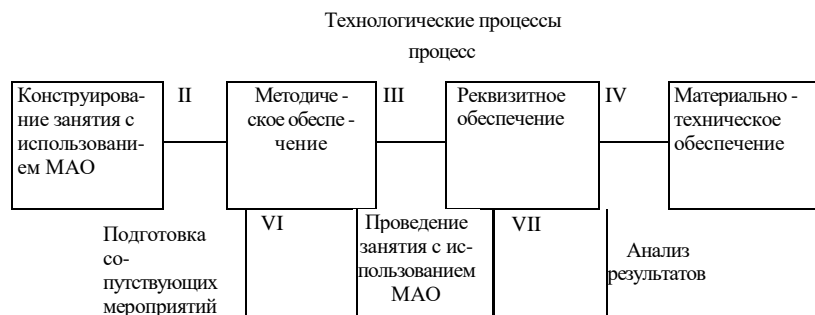 Технологические процессы
процесс
Конструирова-
ние занятия с
использовани-
ем МАО
II
Методиче -
ское обеспе -
чение
III
Реквизитное
обеспечение
IV
Материально -
техническое
обеспечение
Подготовка
со-
путствующих
мероприятий
VI
Проведение
занятия с ис-
пользованием
МАО
VII
Анализ
результатов